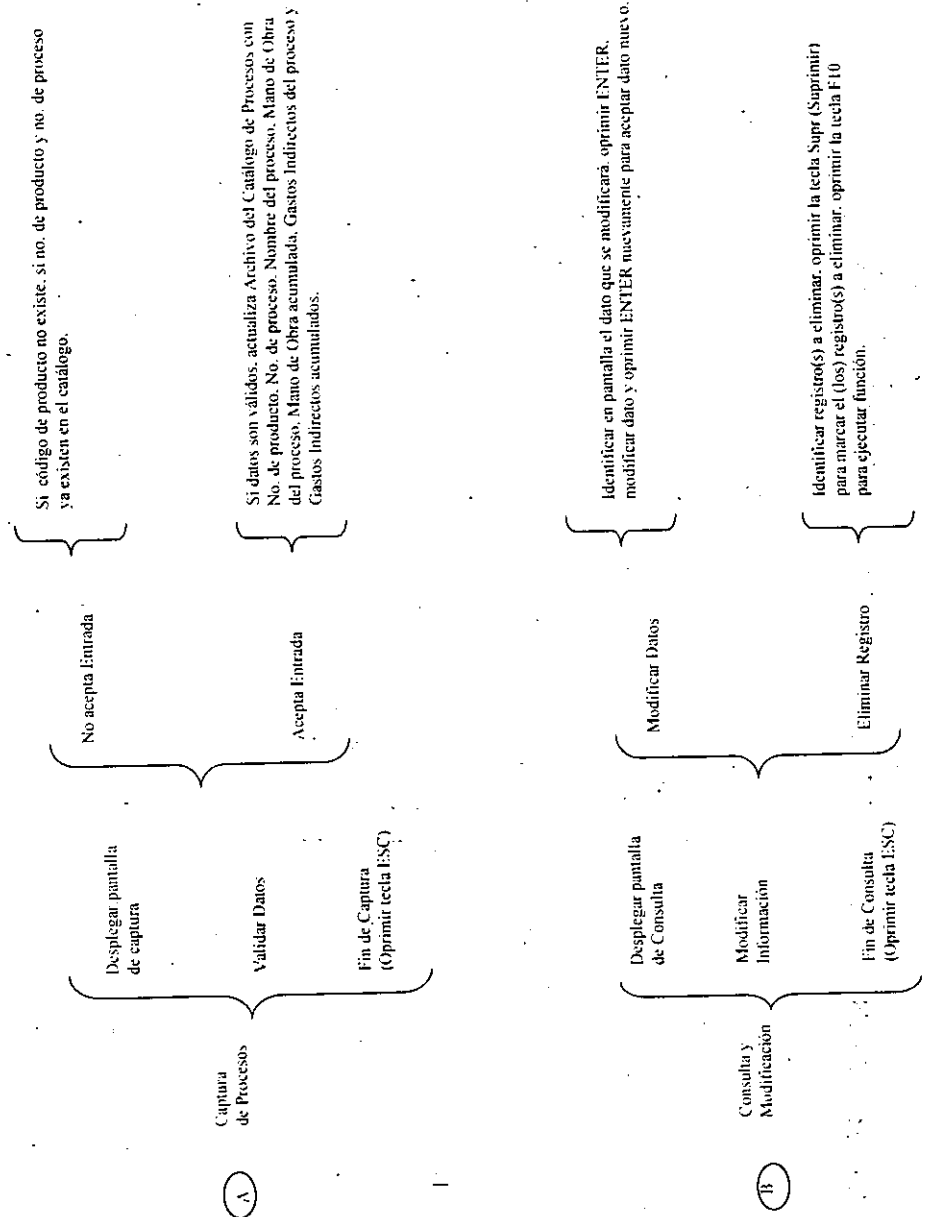 A
Captura
de Procesos
Desplegar pantalla
de captura
Validar Datos
Fin de Captura
(Oprimir tecla ESC)
No acepta Entrada
Acepta Entrada
Si código de producto no existe. si no. de producto y no. de proceso
ya existen en el catálogo.
Si datos son válidos. actualiza Archivo del Catálogo de Procesos con
No. de producto. No. de proceso. Nombre del proceso. Mano de Obra
del proceso. Mano de Obra acumulada. Gastos Indirectos del proceso y
Gastos Indirectos acumulados.
B
Consulta y
Modificación
Desplegar pantalla
de Consulta
Modificar
Información
Fin de Consulta
(Oprimir tecla ESC)
Modificar Datos
Eliminar Registro
Identificar en pantalla el dato que se modificará. oprimir ENTER.
modificar dato y oprimir ENTER nuevamente para aceptar dato nuevo.
Identificar registro(s) a eliminar. oprimir la tecla Supr (Suprimir)
para marcar el (los) registro(s) a eliminar. oprimir la tecla F10
para ejecutar función.